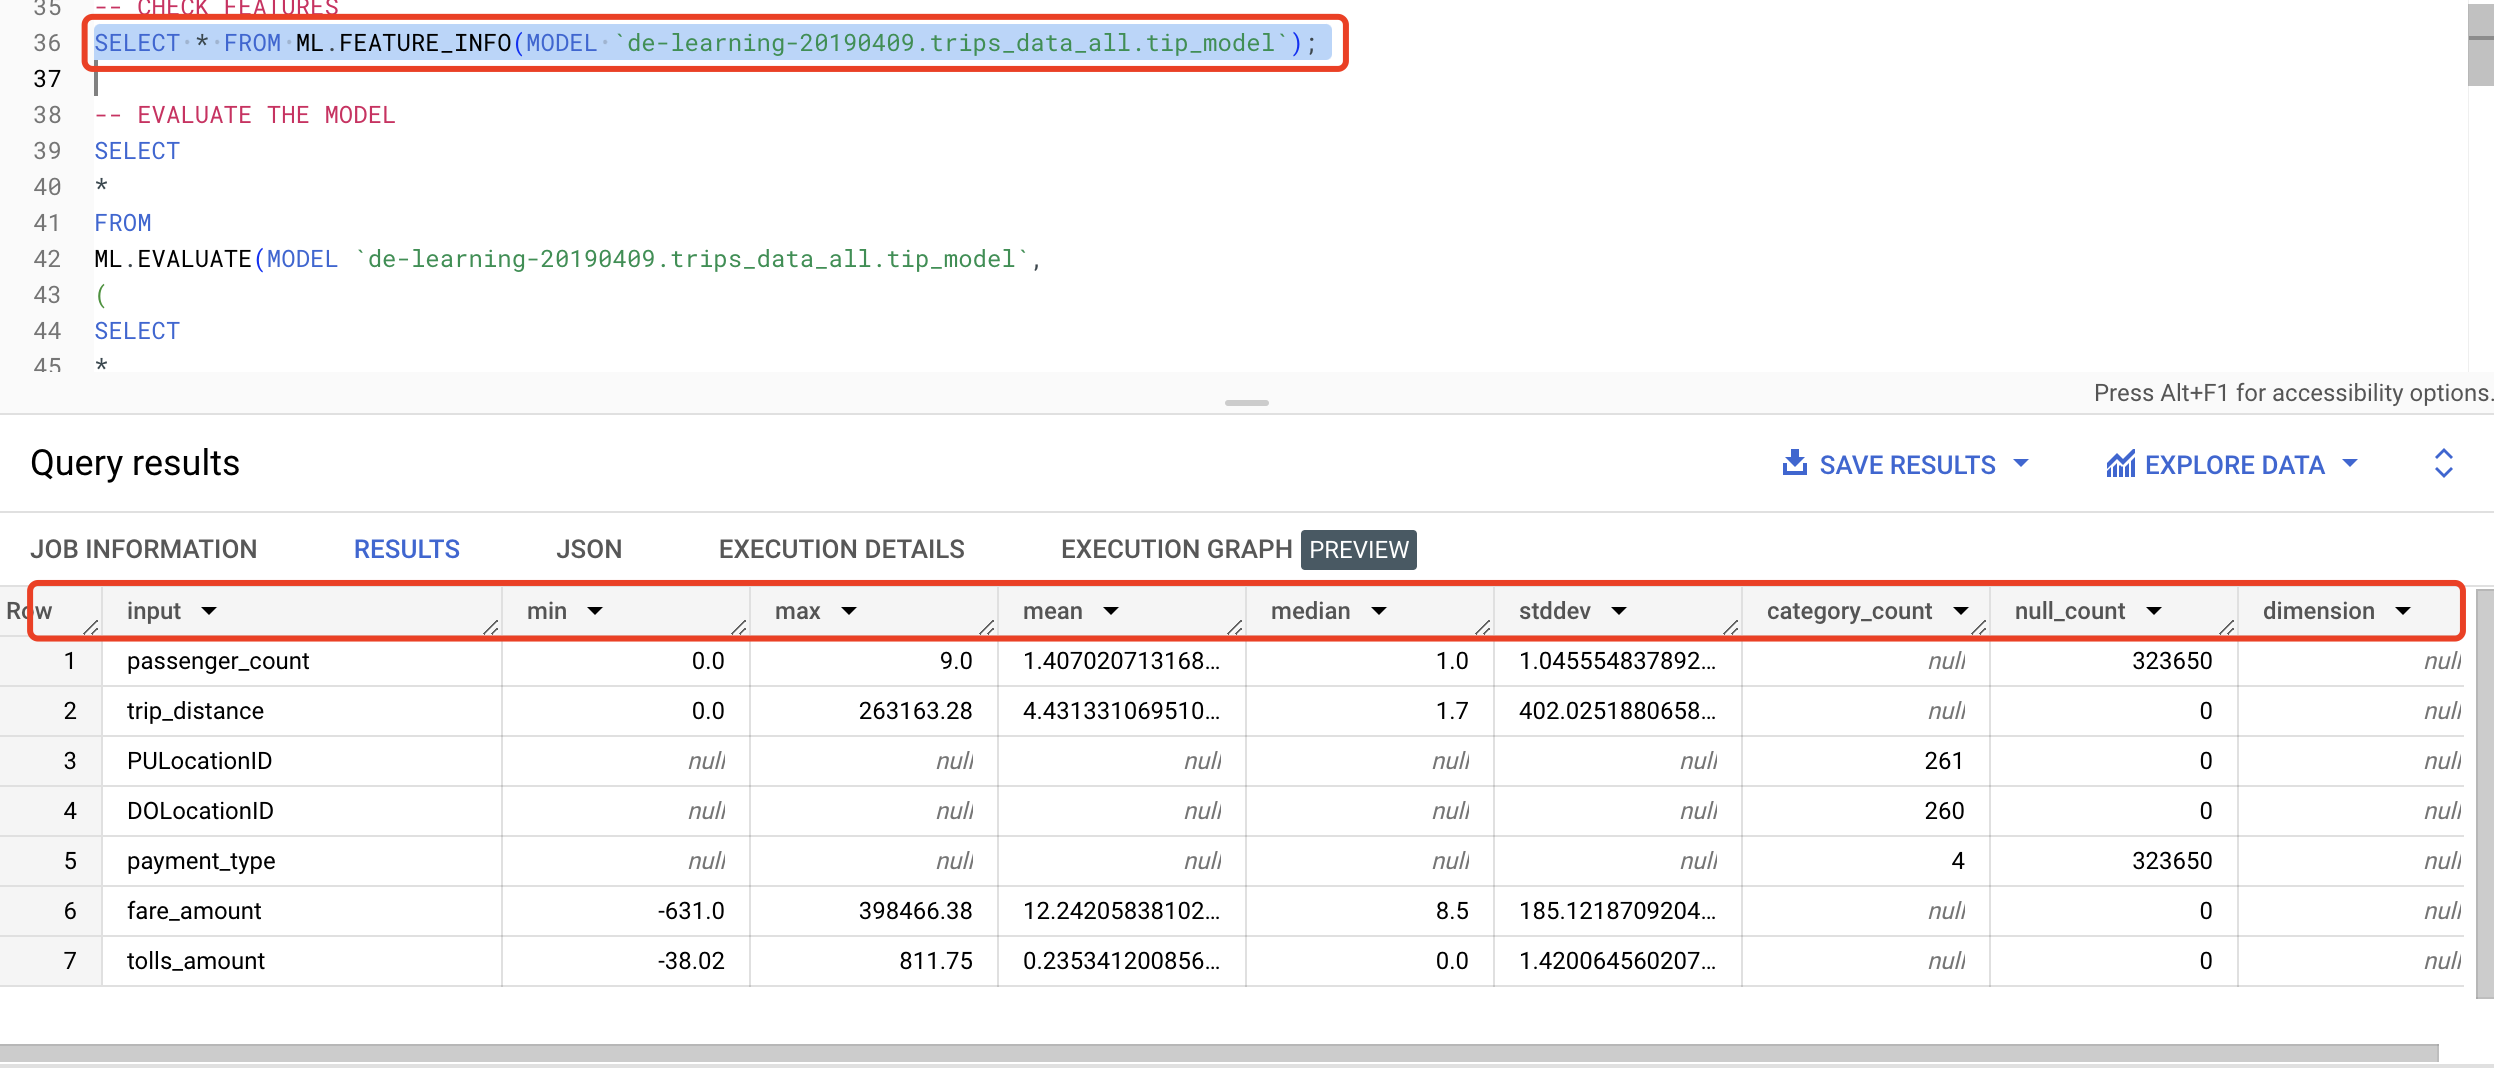 35 -- CHECK FEATURES
36 SELECT * FROM ML.FEATURE_INFO(MODEL `de-learning-20190409.trips_data_all.tip_model`);
37
38 -- EVALUATE THE MODEL
39 SELECT
40 *
41 FROM
42 ML.EVALUATE(MODEL `de-learning-20190409.trips_data_all.tip_model`,
43 (
44 SELECT
45 *
Press Alt+F1 for accessibility options.
Query results
SAVE RESULTS
EXPLORE DATA
JOB INFORMATION RESULTS JSON EXECUTION DETAILS EXECUTION GRAPH PREVIEW
Row input min max mean median stddev category_count null_count dimension
1 passenger_count 0.0 9.0 1.407020713168... 1.0 1.045554837892... null 323650 null
2 trip_distance 0.0 263163.28 4.431331069510... 1.7 402.0251880658... null 0 null
3 PULocationID null null null null null 261 0 null
4 DOLocationID null null null null null 260 0 null
5 payment_type null null null null null 4 323650 null
6 fare_amount -631.0 398466.38 12.24205838102... 8.5 185.1218709204... null 0 null
7 tolls_amount -38.02 811.75 0.235341200856... 0.0 1.420064560207... null 0 null